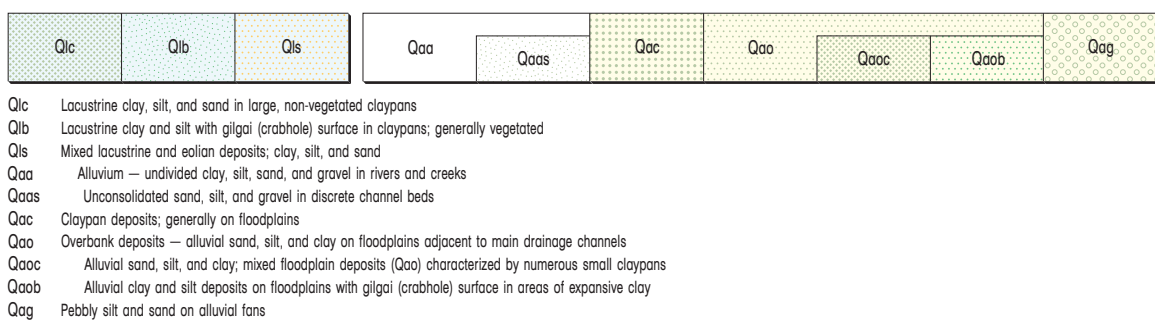 Qlc Qlb Qls Qaa Qaas Qac Qao Qaoc Qaob Qag
Qlc Lacustrine clay, silt, and sand in large, non-vegetated claypans
Qlb Lacustrine clay and silt with gilgai (crabhole) surface in claypans; generally vegetated
Qls Mixed lacustrine and eolian deposits; clay, silt, and sand
Qaa Alluvium — undivided clay, silt, sand, and gravel in rivers and creeks
Qaas Unconsolidated sand, silt, and gravel in discrete channel beds
Qac Claypan deposits; generally on floodplains
Qao Overbank deposits — alluvial sand, silt, and clay on floodplains adjacent to main drainage channels
Qaoc Alluvial sand, silt, and clay; mixed floodplain deposits (Qao) characterized by numerous small claypans
Qaob Alluvial clay and silt deposits on floodplains with gilgai (crabhole) surface in areas of expansive clay
Qag Pebbly silt and sand on alluvial fans